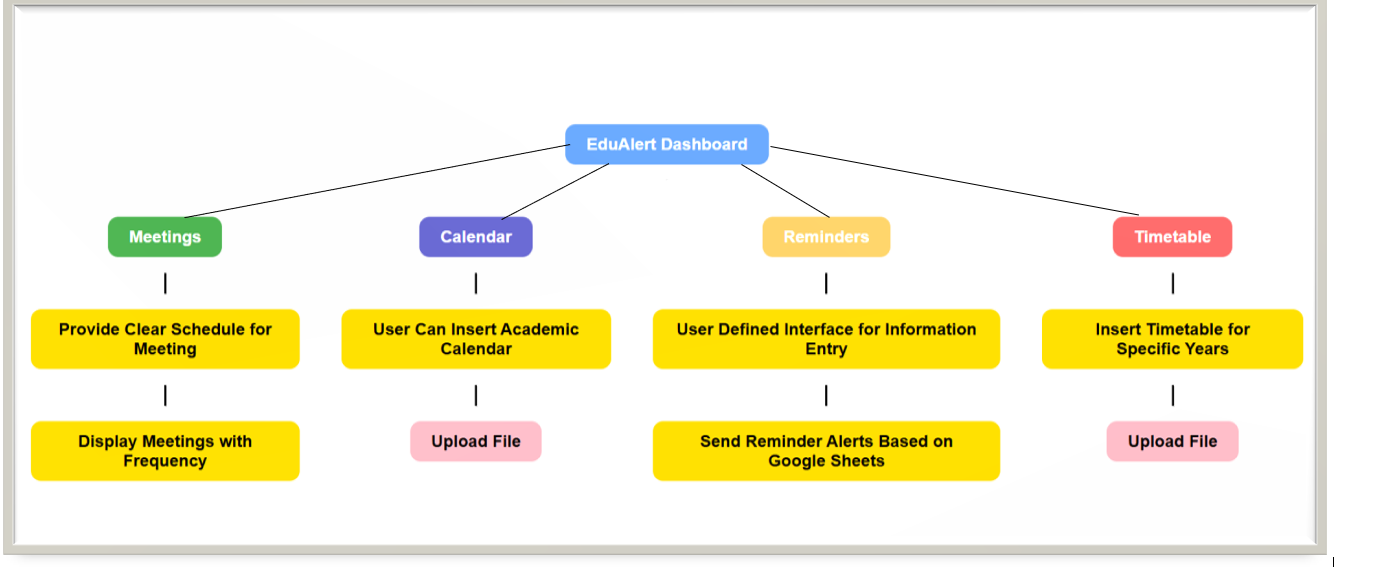 EduAlert Dashboard
Meetings
Calendar
Reminders
Timetable
Provide Clear Schedule for
Meeting
User Can Insert Academic
Calendar
User Defined Interface for Information
Entry
Insert Timetable for
Specific Years
Display Meetings with
Frequency
Upload File
Send Reminder Alerts Based on
Google Sheets
Upload File